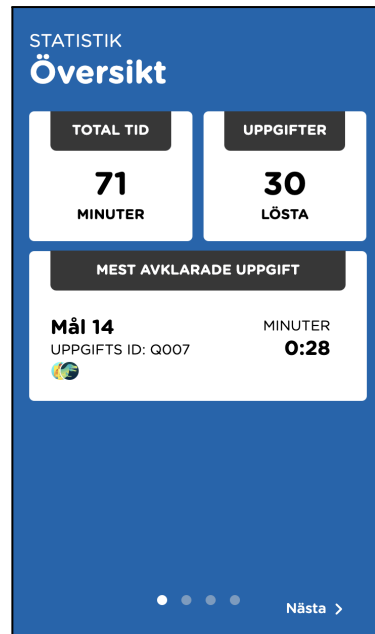 STATISTIK
Översikt
TOTAL TID
71
MINUTER
UPPGIFTER
30
LÖSTA
MEST AVKLARADE UPPGIFT
Mål 14
UPPGIFTS ID: Q007
MINUTER
0:28
Nästa >